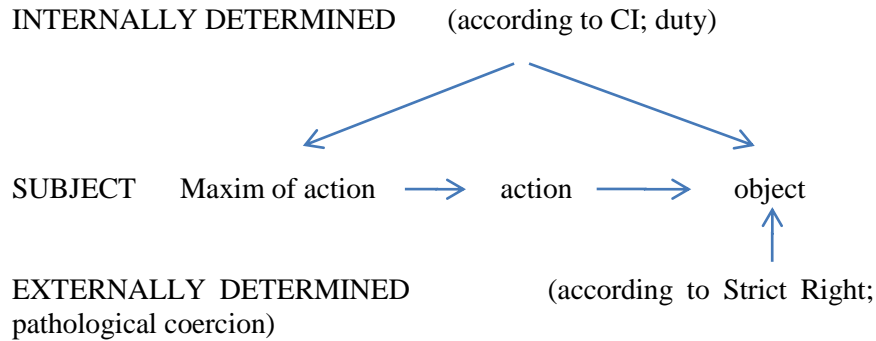 INTERNALLY DETERMINED (according to CI; duty)
SUBJECT Maxim of action action object
EXTERNALLY DETERMINED (according to Strict Right;
pathological coercion)